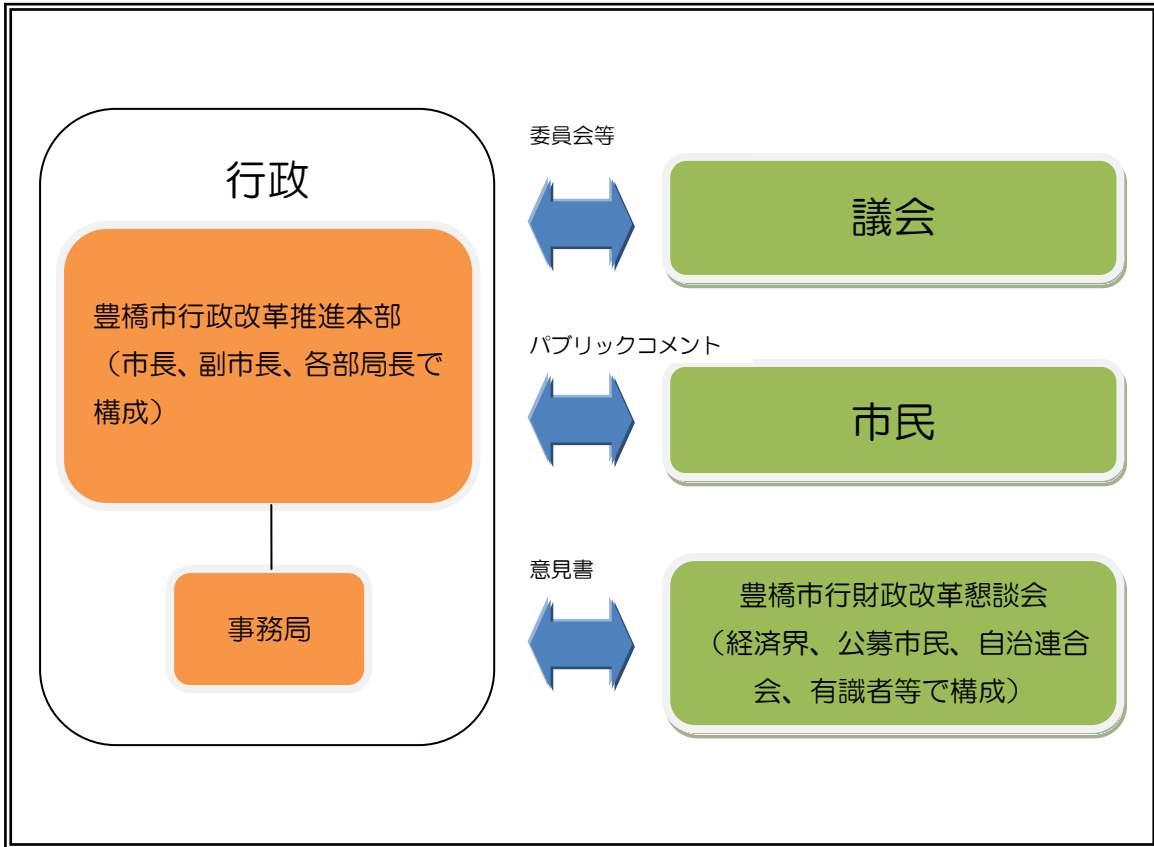 行政
豊橋市行政改革推進本部
（市長、副市長、各部局長で
構成）
事務局
委員会等
議会
パブリックコメント
市民
意見書
豊橋市行財政改革懇談会
（経済界、公募市民、自治連合
会、有識者等で構成）